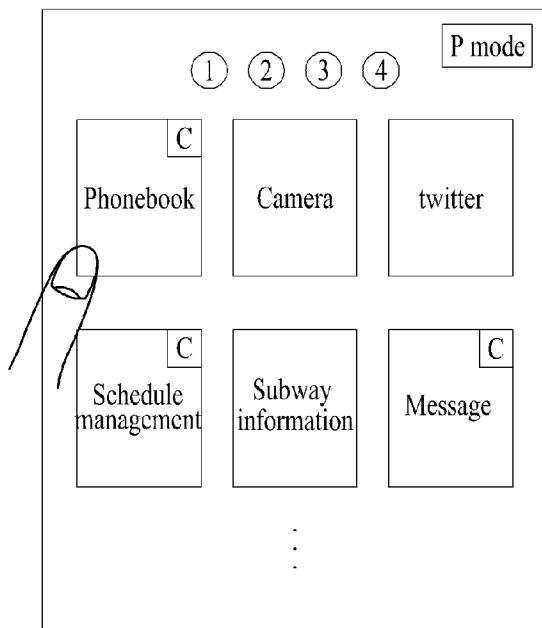 P mode
① ② ③ ④
C
Phonebook
Camera
twitter
C
C
Schedule
management
Subway
information
Message